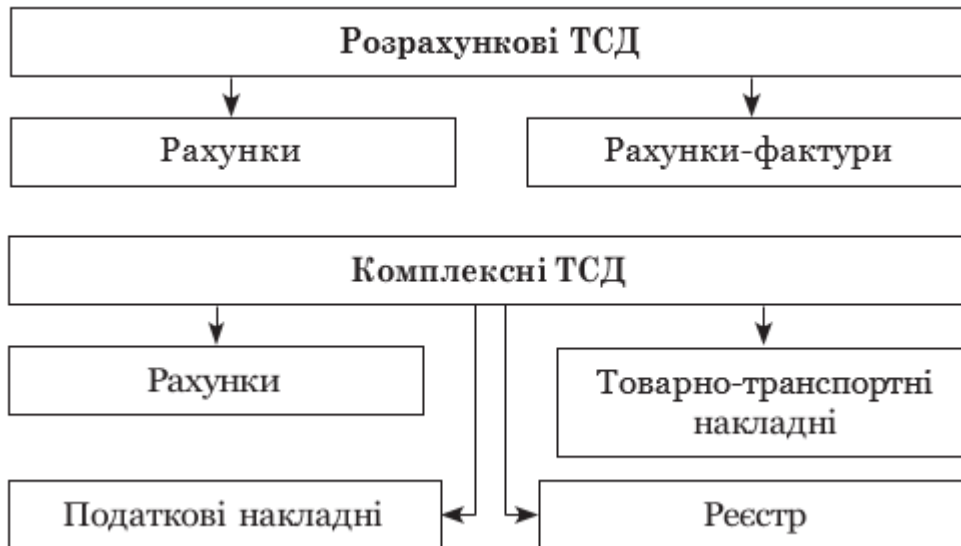 Розрахункові ТСД
Рахунки
Рахунки-фактури
Комплексні ТСД
Рахунки
Товарно-транспортні
накладні
Податкові накладні
Реєстр